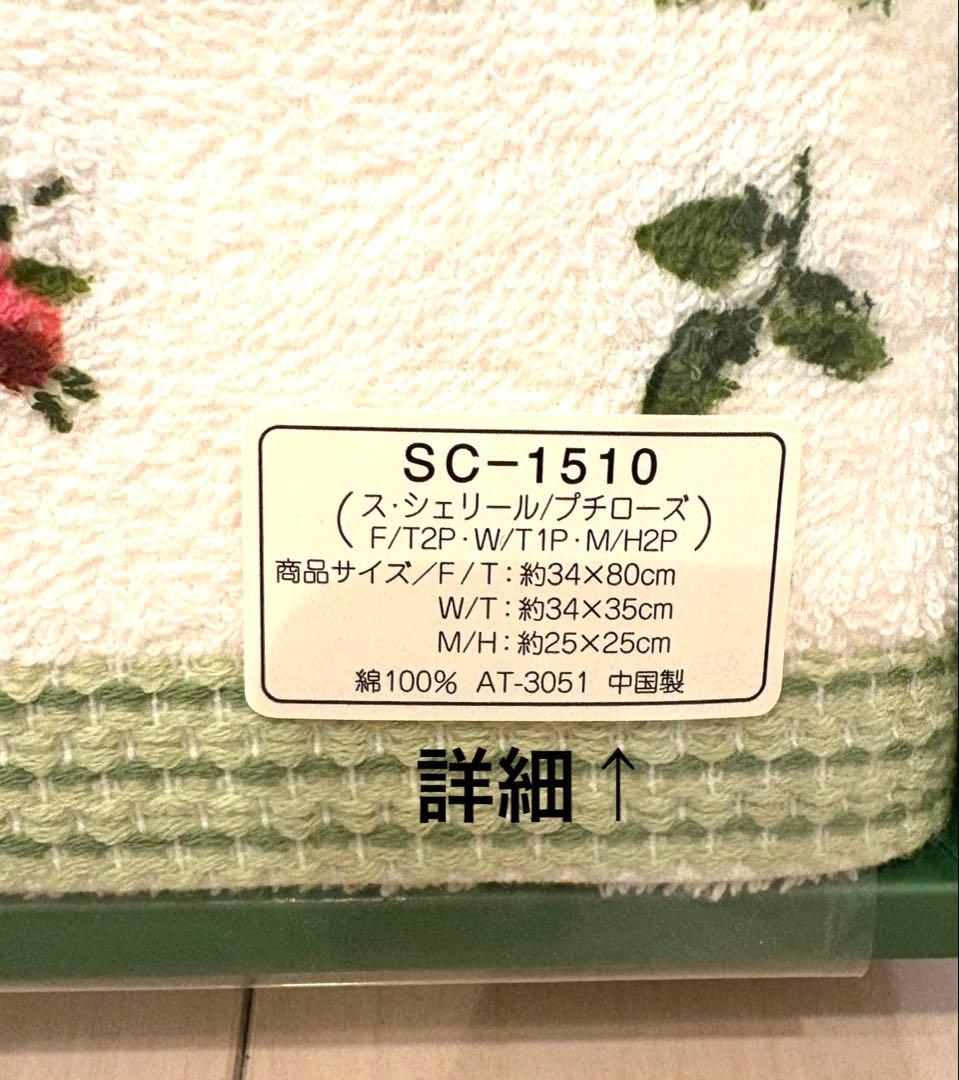 SC-1510
(ス・シェリール/プチローズ
F/T2P・W/T1P・M/H2P)
商品サイズ/F/T:約34×80cm
W/T:約34×35cm
M/H:約25×25cm
綿100% AT-3051 中国製
詳細↑